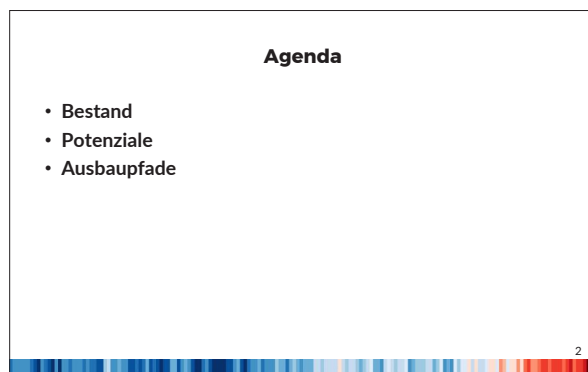 Agenda
• Bestand
• Potenziale
• Ausbaupfade
2